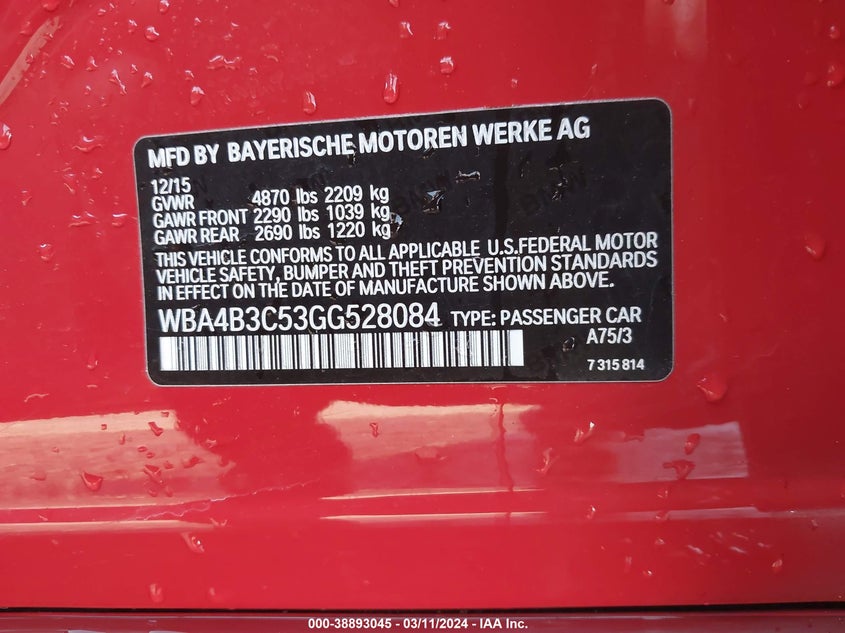 MFD BY BAYERISCHE MOTOREN WERKE AG
12/15
GVWR 4870 lbs 2209 kg
GAWR FRONT 2290 lbs 1039 kg
GAWR REAR 2690 lbs 1220 kg
THIS VEHICLE CONFORMS TO ALL APPLICABLE U.S.FEDERAL MOTOR
VEHICLE SAFETY, BUMPER AND THEFT PREVENTION STANDARDS
IN EFFECT ON THE DATE OF MANUFACTURE SHOWN ABOVE.
WBA4B3C53GG528084 TYPE: PASSENGER CAR
A75/3
7 315 814
000-38893045 - 03/11/2024 - IAA Inc.